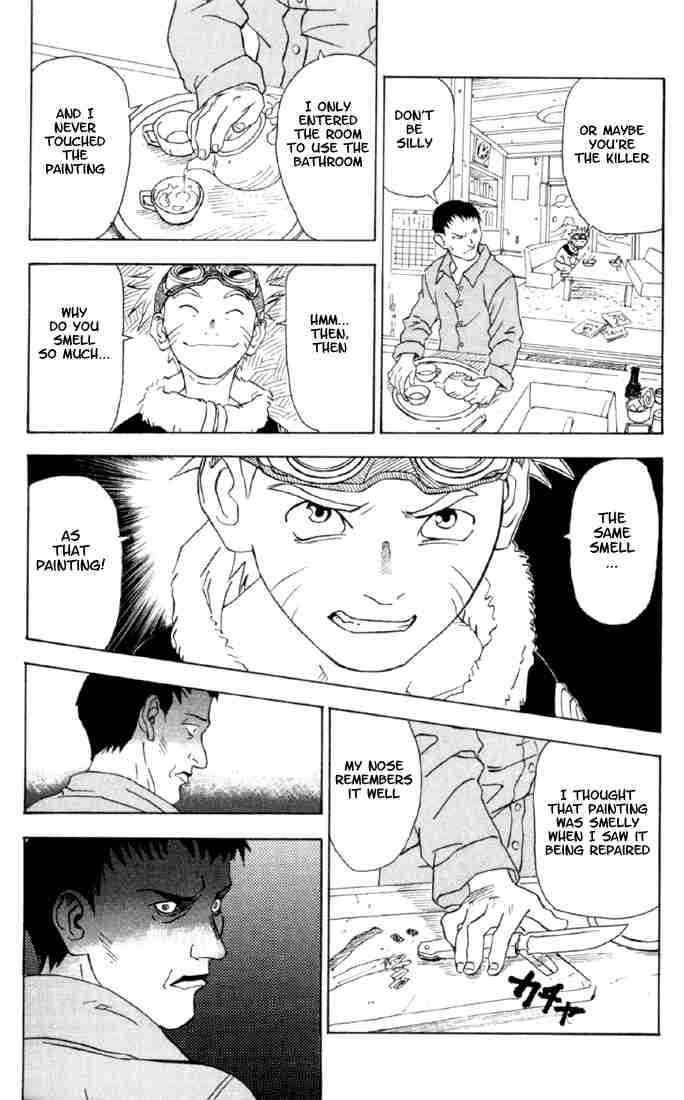 OR MAYBE
YOU'RE
THE KILLER
DON'T
BE
SILLY
I ONLY
ENTERED
THE ROOM
TO USE THE
BATHROOM
AND I
NEVER
TOUCHED
THE
PAINTING
HMM...
THEN,
THEN
WHY
DO YOU
SMELL
SO MUCH...
THE
SAME
SMELL
...
AS
THAT
PAINTING!
I THOUGHT
THAT PAINTING
WAS SMELLY
WHEN I SAW IT
BEING REPAIRED
MY NOSE
REMEMBERS
IT WELL
カチャ